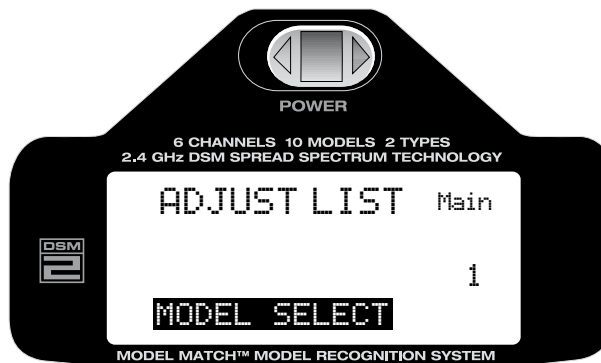 POWER
6 CHANNELS 10 MODELS 2 TYPES
2.4 GHz DSM SPREAD SPECTRUM TECHNOLOGY
ADJUST LIST Main
DSM
2
1
MODEL SELECT
MODEL MATCH™ MODEL RECOGNITION SYSTEM